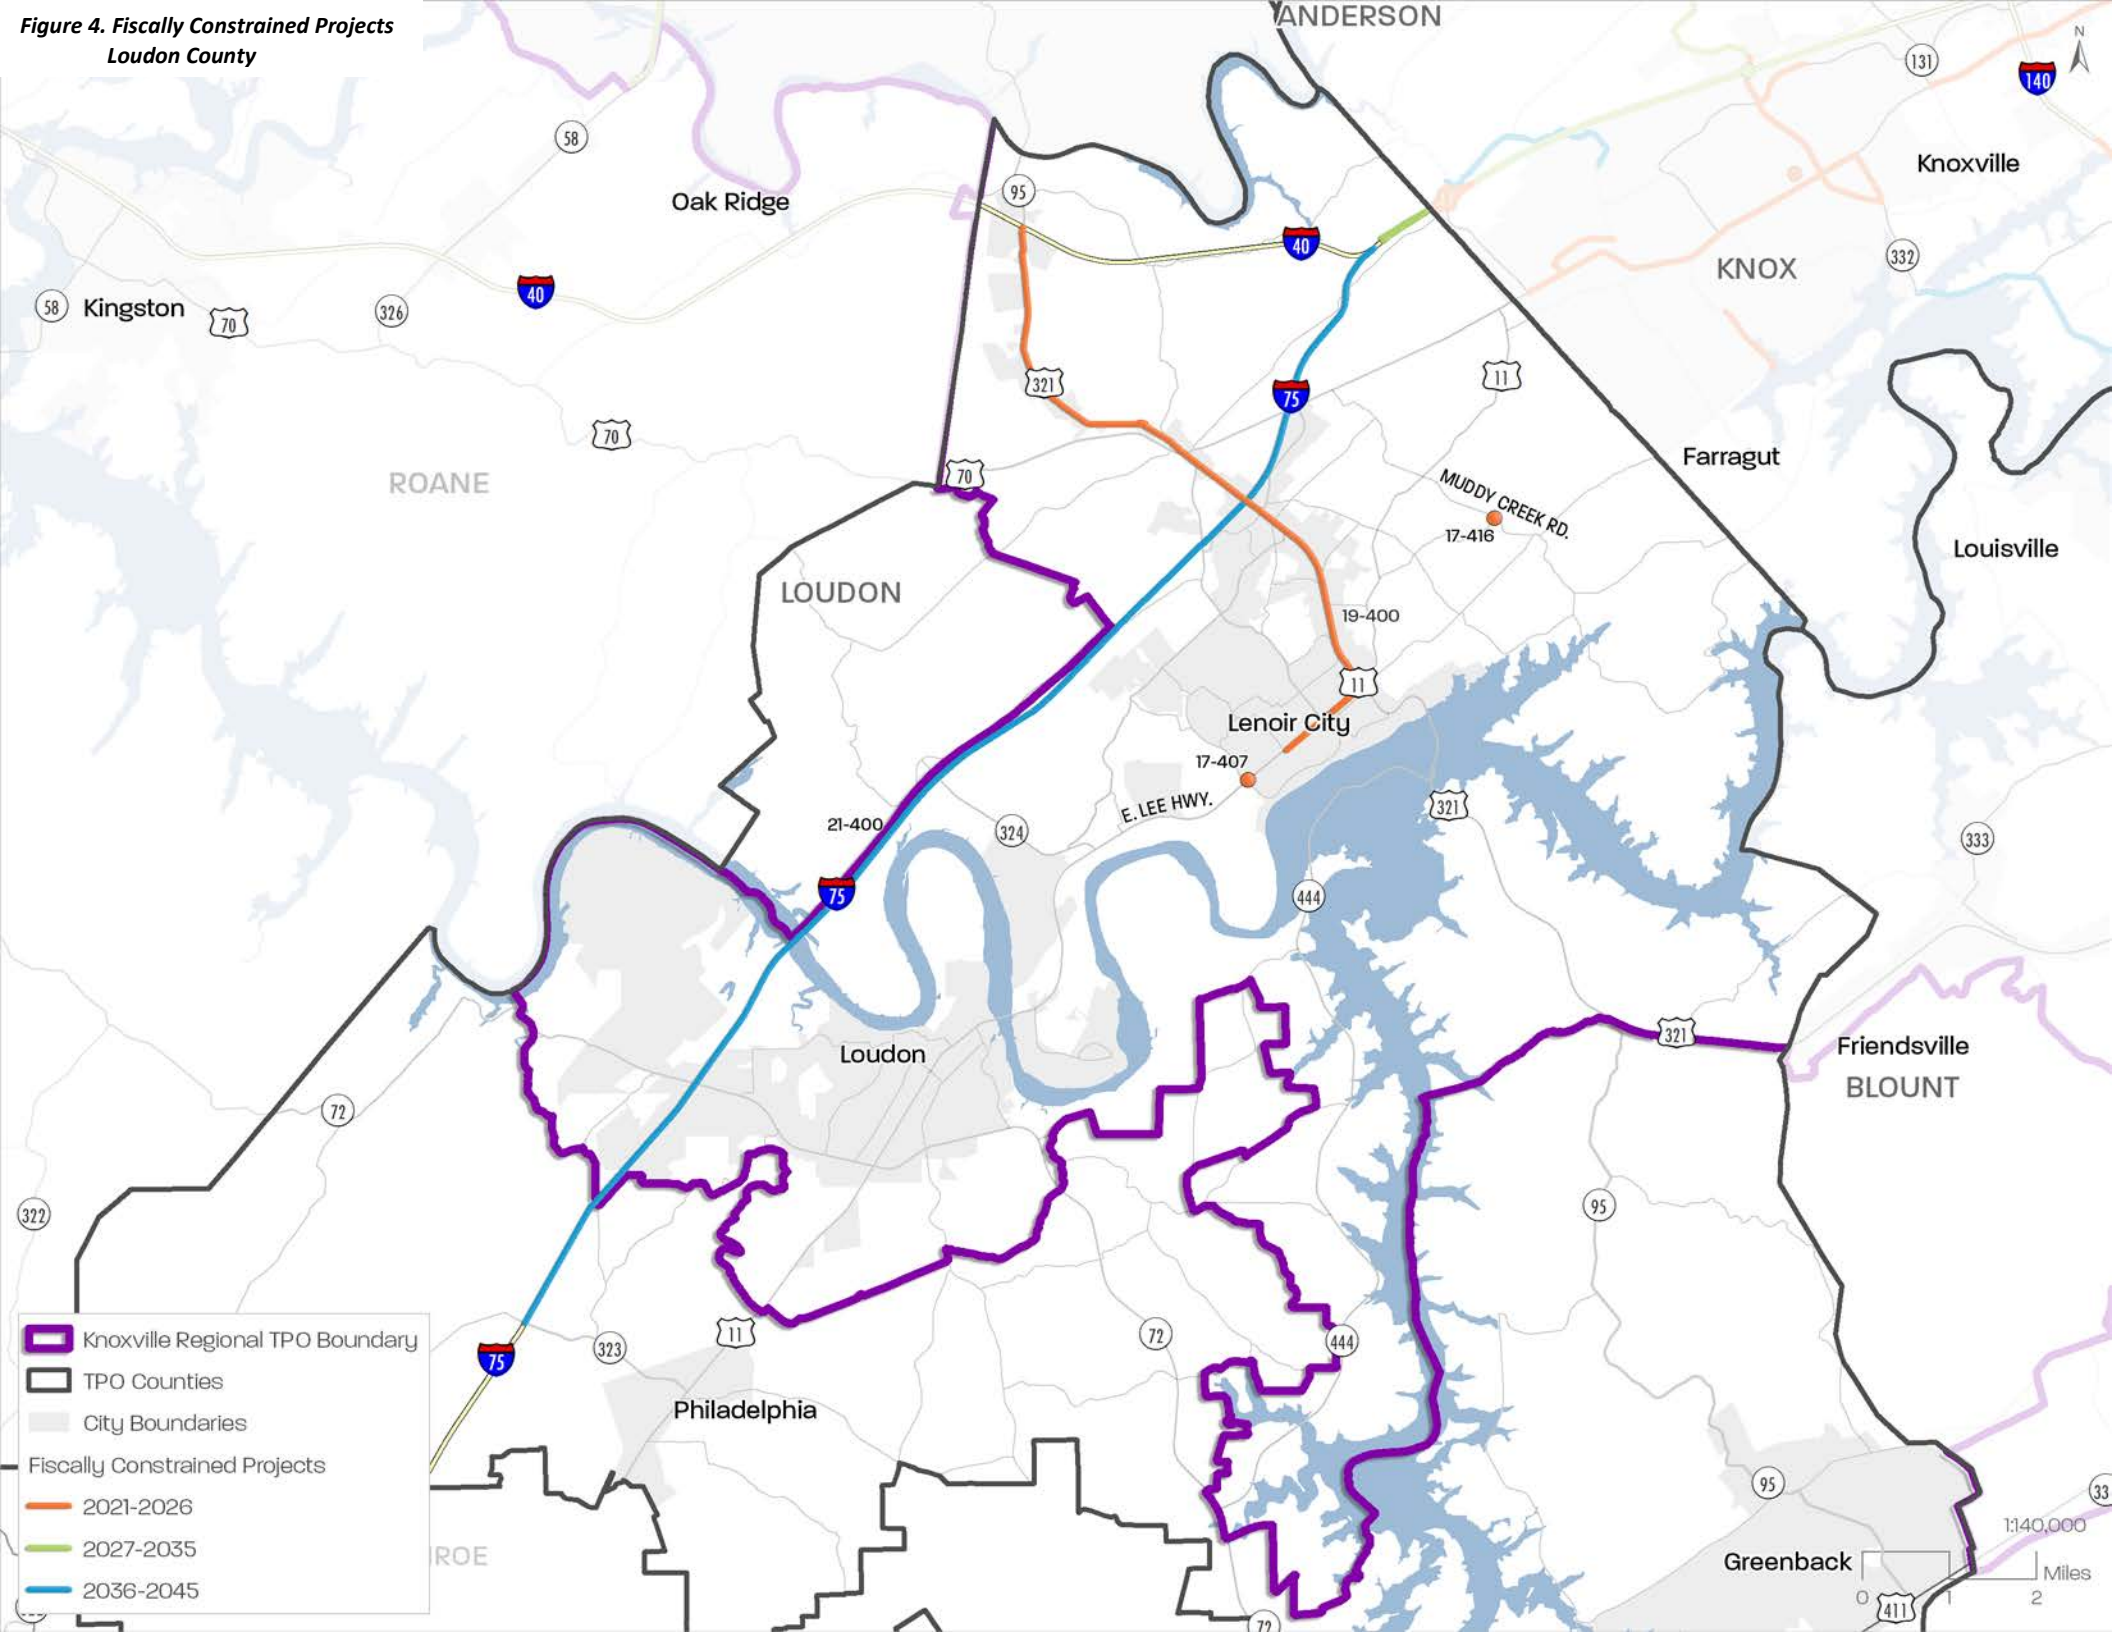 Figure 4. Fiscally Constrained Projects
Loudon County
ANDERSON
N
131
140
58
Knoxville
95
Oak Ridge
40
332
KNOX
40
58
Kingston
70
326
321
75
11
70
Farragut
70
ROANE
MUDDY CREEK RD.
17-416
Louisville
LOUDON
19-400
11
Lenoir City
17-407
E. LEE HWY.
321
21-400
324
333
75
444
321
Friendsville
Loudon
BLOUNT
72
95
322
11
72
444
323
75
Philadelphia
Knoxville Regional TPO Boundary
TPO Counties
City Boundaries
Fiscally Constrained Projects
2021-2026
2027-2035
2036-2045
ROE
95
33
1:140,000
Greenback
Miles
0
1
2
411
72